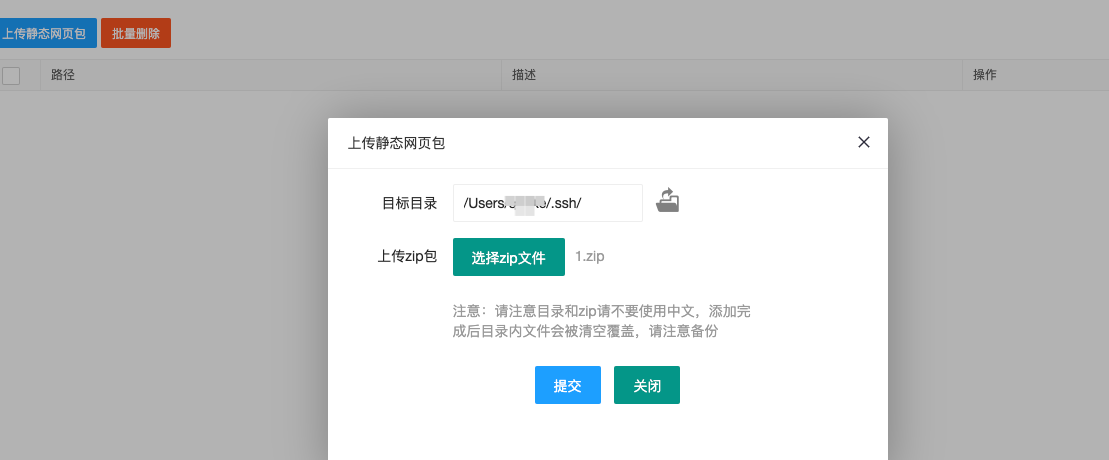 上传静态网页包 批量删除
路径 描述 操作
上传静态网页包
目标目录 /Users/ /.ssh/
上传zip包 选择zip文件 1.zip
注意：请注意目录和zip请不要使用中文，添加完
成后目录内文件会被清空覆盖，请注意备份
提交 关闭